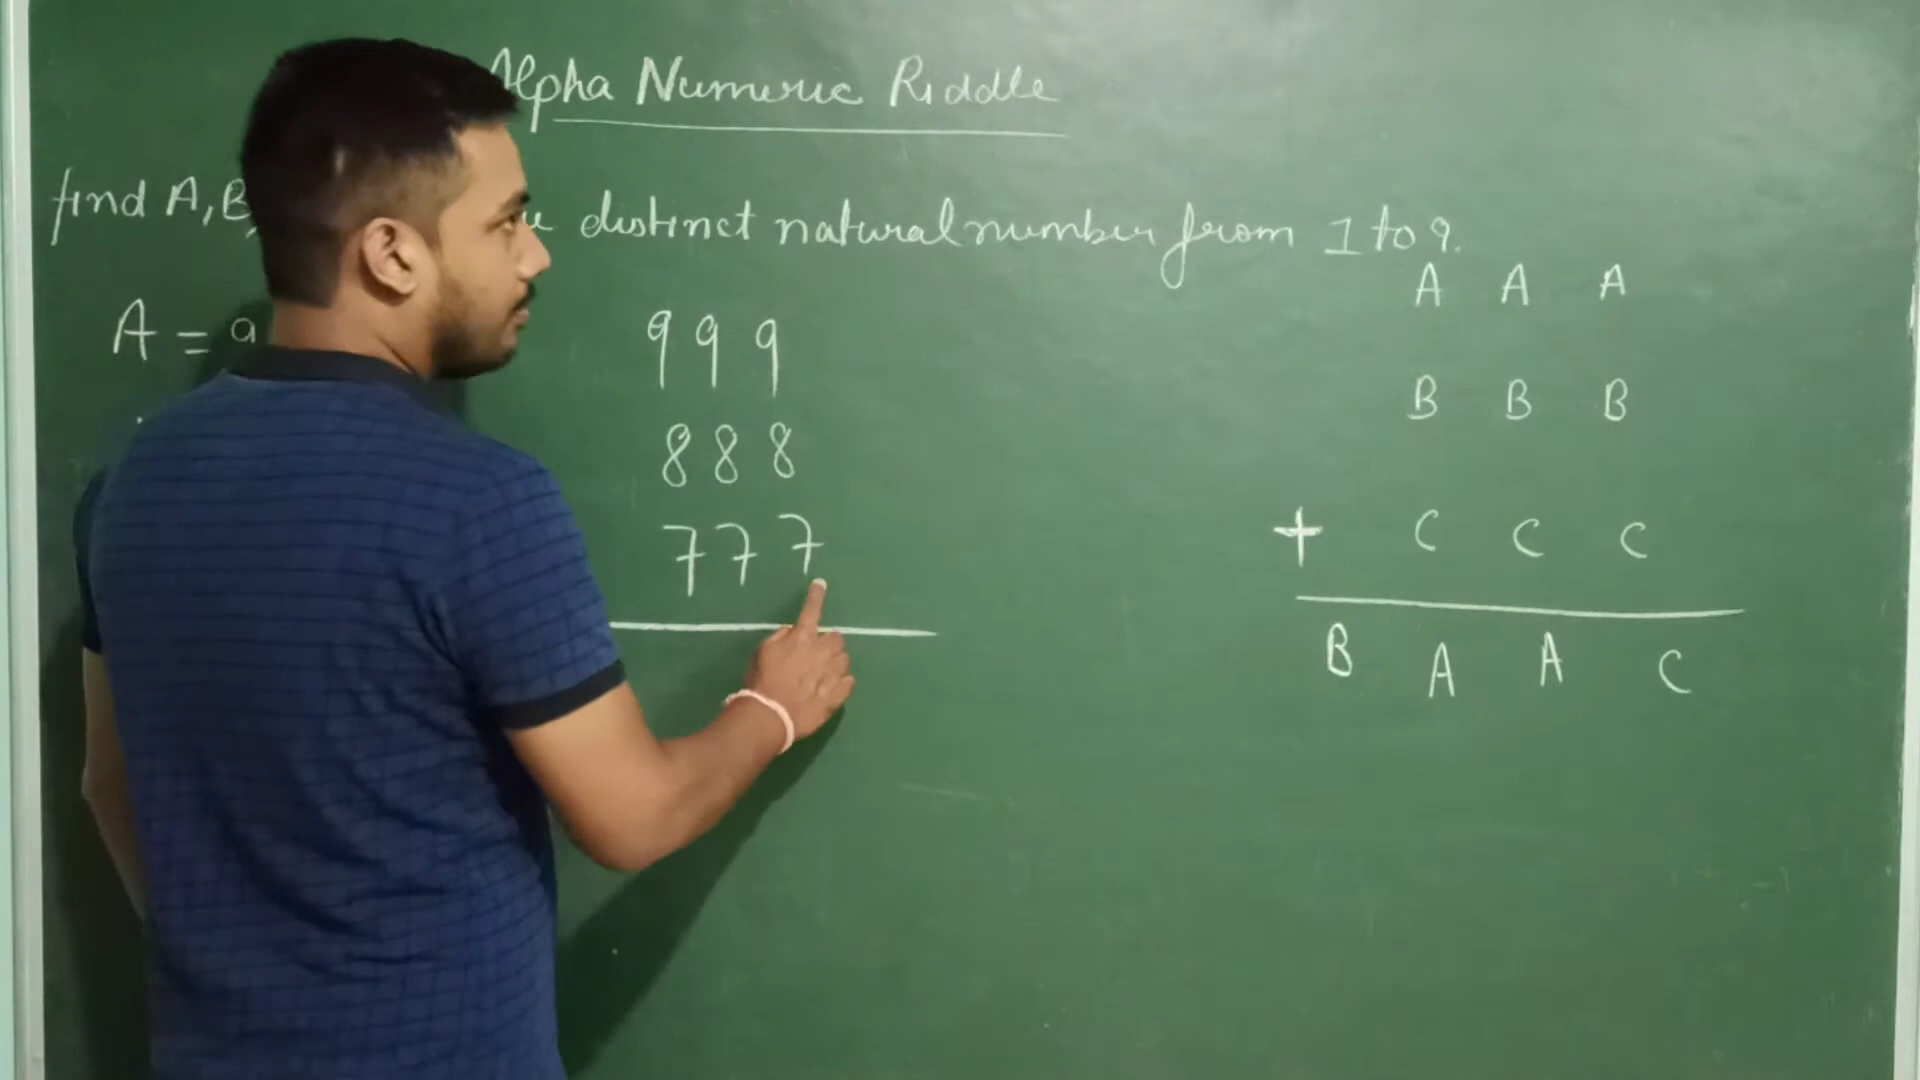 Alpha Numeric Riddle
find A, B, distinct natural number from 1 to 9.
A = 9
9 9 9
8 8 8
7 7 7
A A A
B B B
+ C C C
B A A C